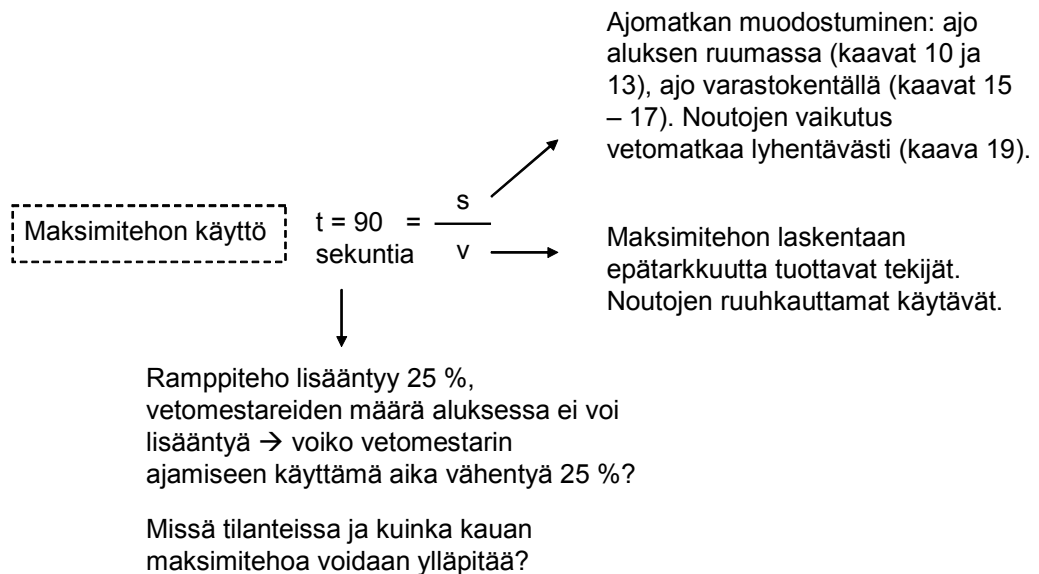 Ajomatkan muodostuminen: ajo
aluksen ruumassa (kaavat 10 ja
13), ajo varastokentällä (kaavat 15
– 17). Noutojen vaikutus
vetomatkaa lyhentävästi (kaava 19).
Maksimitehon käyttö
t = 90 = s
sekuntia v
Maksimitehon laskentaan
epätarkkuutta tuottavat tekijät.
Noutojen ruuhkauttamat käytävät.
Ramppiteho lisääntyy 25 %,
vetomestareiden määrä aluksessa ei voi
lisääntyä → voiko vetomestarin
ajamiseen käyttämä aika vähentyä 25 %?
Missä tilanteissa ja kuinka kauan
maksimitehoa voidaan ylläpitää?